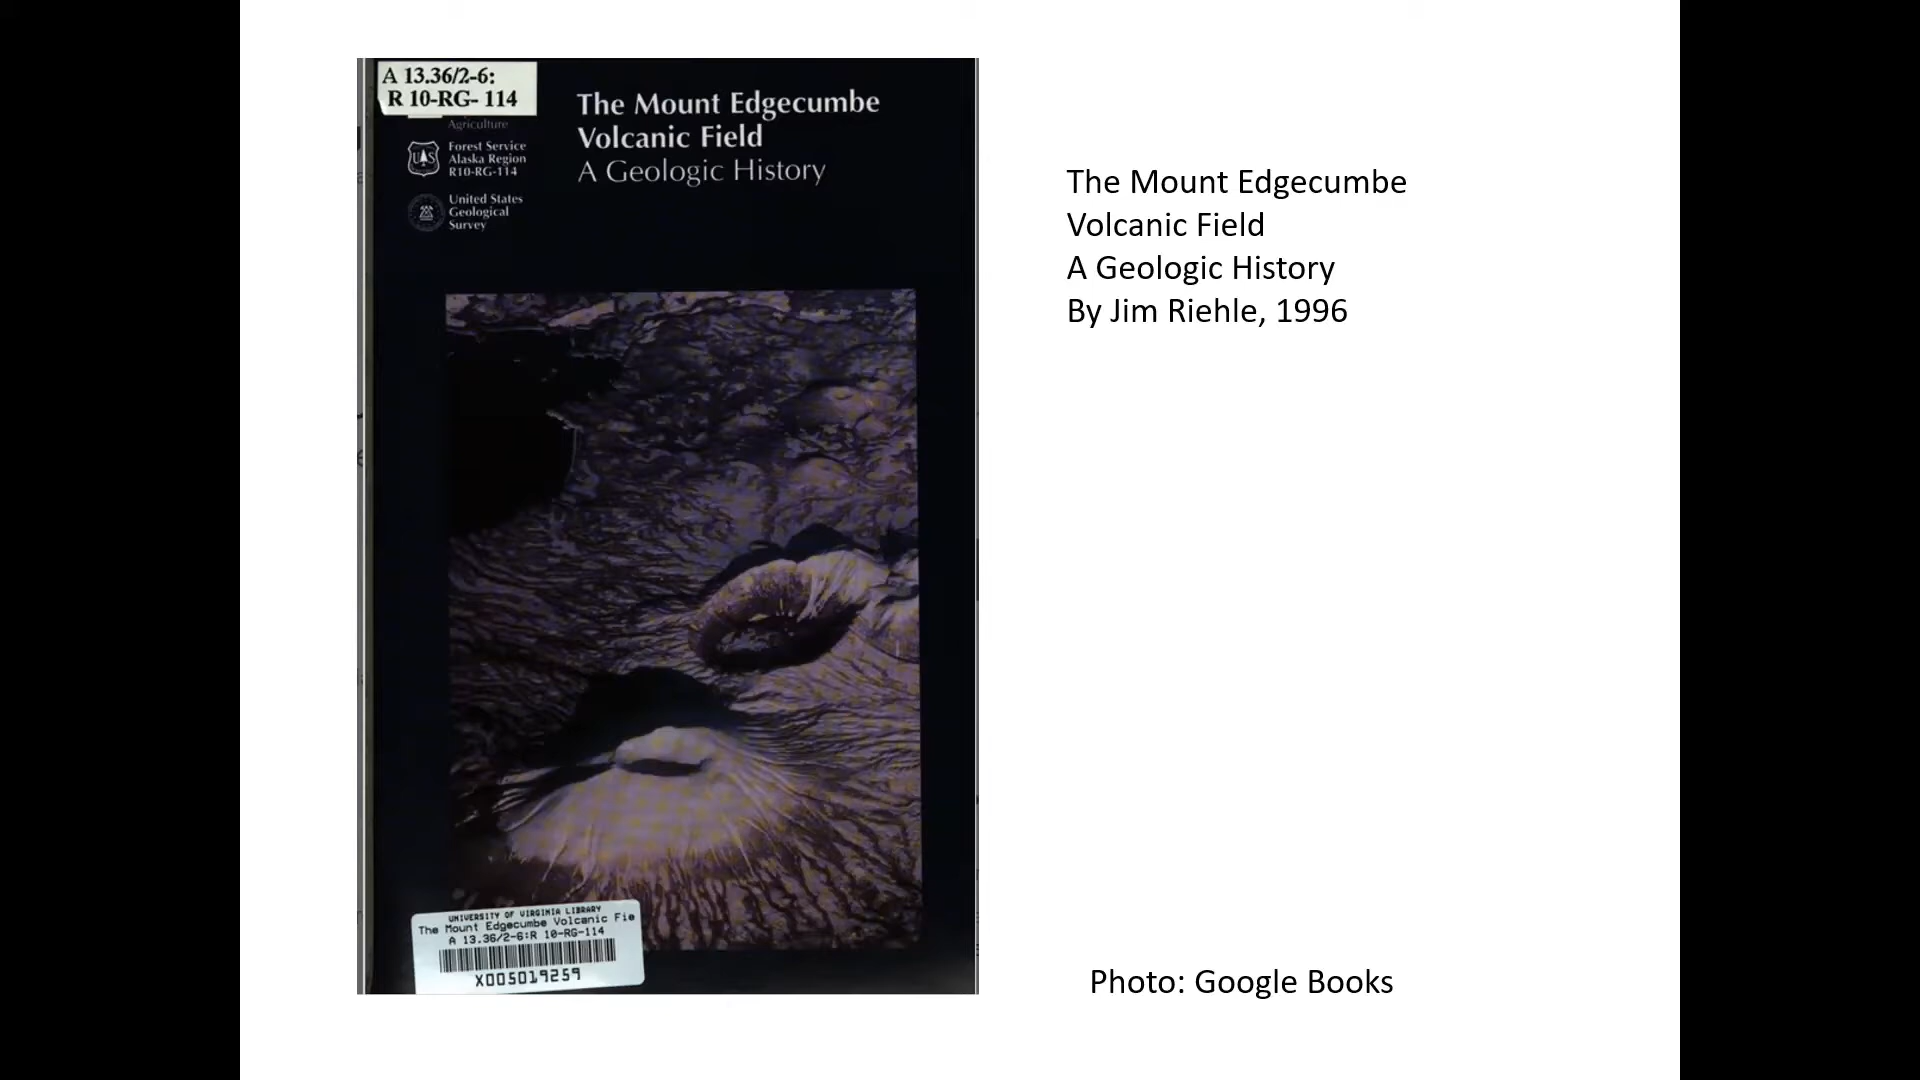 A 13.36/2-6:
R 10-RG- 114
Agriculture
Forest Service
Alaska Region
R10-RG-114
United States
Geological
Survey
The Mount Edgecumbe
Volcanic Field
A Geologic History
UNIVERSITY OF VIRGINIA LIBRARY
The Mount Edgecumbe Volcanic Fie
A 13.36/2-6:R 10-RG-114
X005019259
The Mount Edgecumbe
Volcanic Field
A Geologic History
By Jim Riehle, 1996
Photo: Google Books